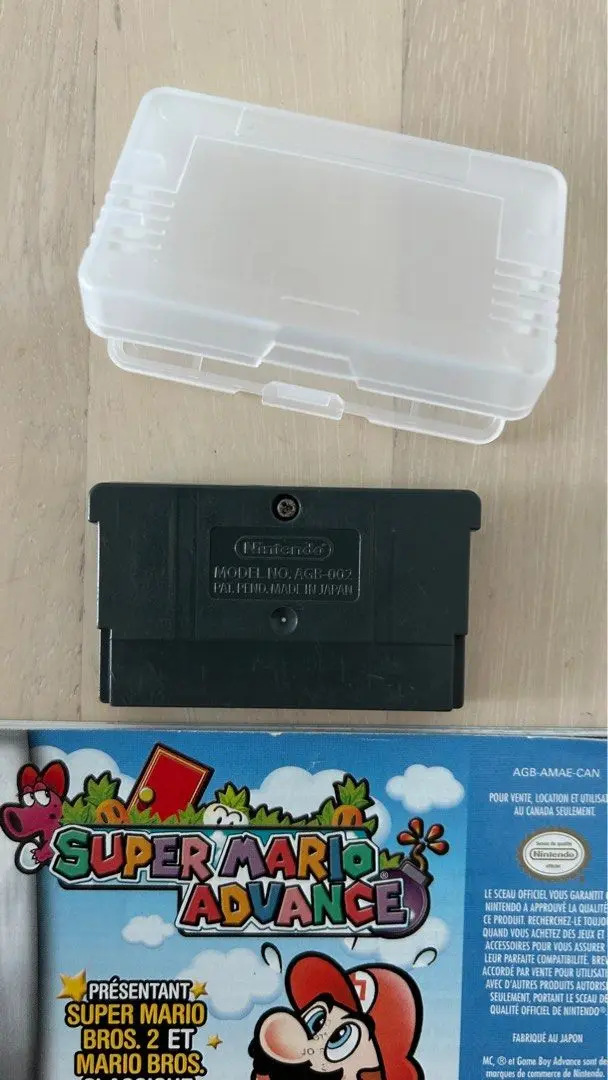 Nintendo
MODEL NO. AGB-002
PAT. PEND. MADE IN JAPAN
AGB-AMAE-CAN
POUR VENTE, LOCATION ET UTILISAT
AU CANADA SEULEMENT.
SUPER MARIO
ADVANCE
Nintendo
LE SCEAU OFFICIEL VOUS GARANTIT
NINTENDO A APPROUVÉ LA QUALITÉ
CE PRODUIT. RECHERCHEZ-LE TOUJO
QUAND VOUS ACHETEZ DES JEUX ET
ACCESSOIRES POUR VOUS ASSURER
LEUR PARFAITE COMPATIBILITÉ. BREV
ACCORDÉ PAR VENTE POUR UTILISAT
AVEC D'AUTRES PRODUITS AUTORIS
SEULEMENT, PORTANT LE SCEAU DE
QUALITÉ OFFICIEL DE NINTENDO®
PRÉSENTANT
SUPER MARIO
BROS. 2 ET
MARIO BROS.
CLASSIQUE
FABRIQUÉ AU JAPON
MC, ® et Game Boy Advance sont de
marques de commerce de Nintendo.